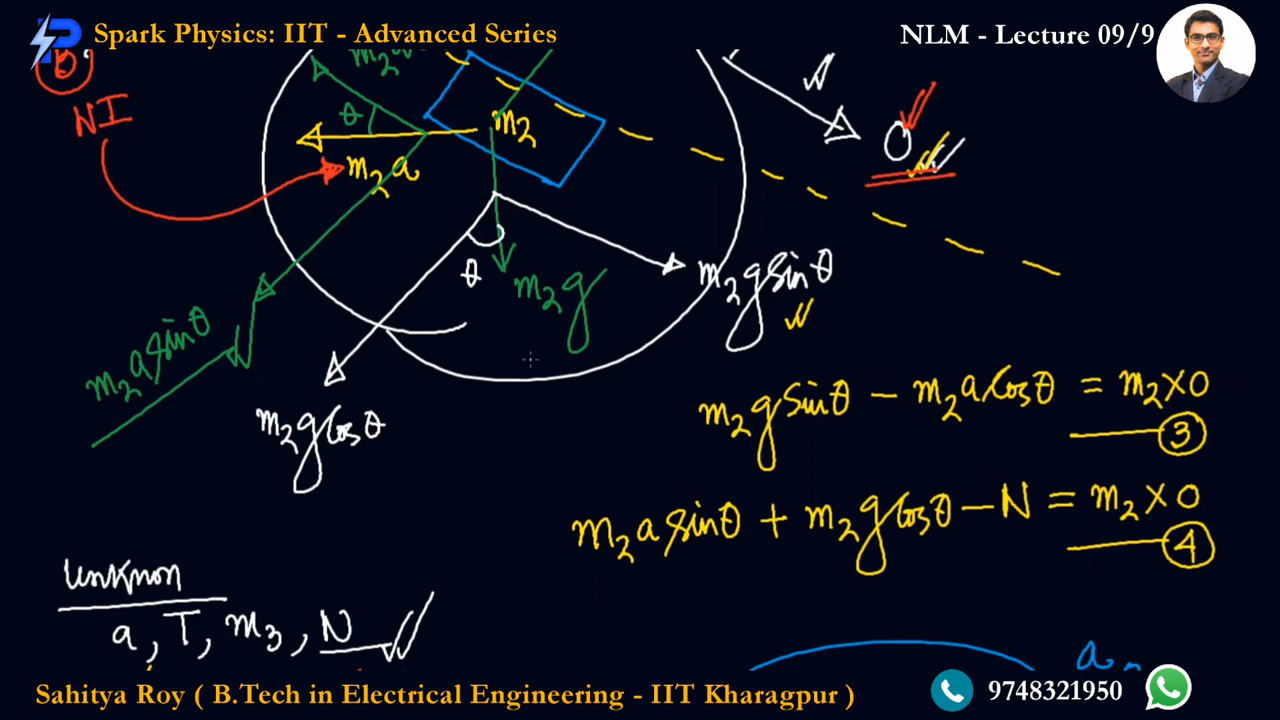 Spark Physics: IIT - Advanced Series
NLM - Lecture 09/9
B
NI
θ
m₂
m₂a
0
θ
m₂g
m₂g sinθ
m₂a sinθ
m₂g cosθ
m₂g sinθ - m₂a cosθ = m₂×0
3
m₂a sinθ + m₂g cosθ - N = m₂×0
4
unknon
a, T, m₃, N
Sahitya Roy ( B.Tech in Electrical Engineering - IIT Kharagpur )
9748321950